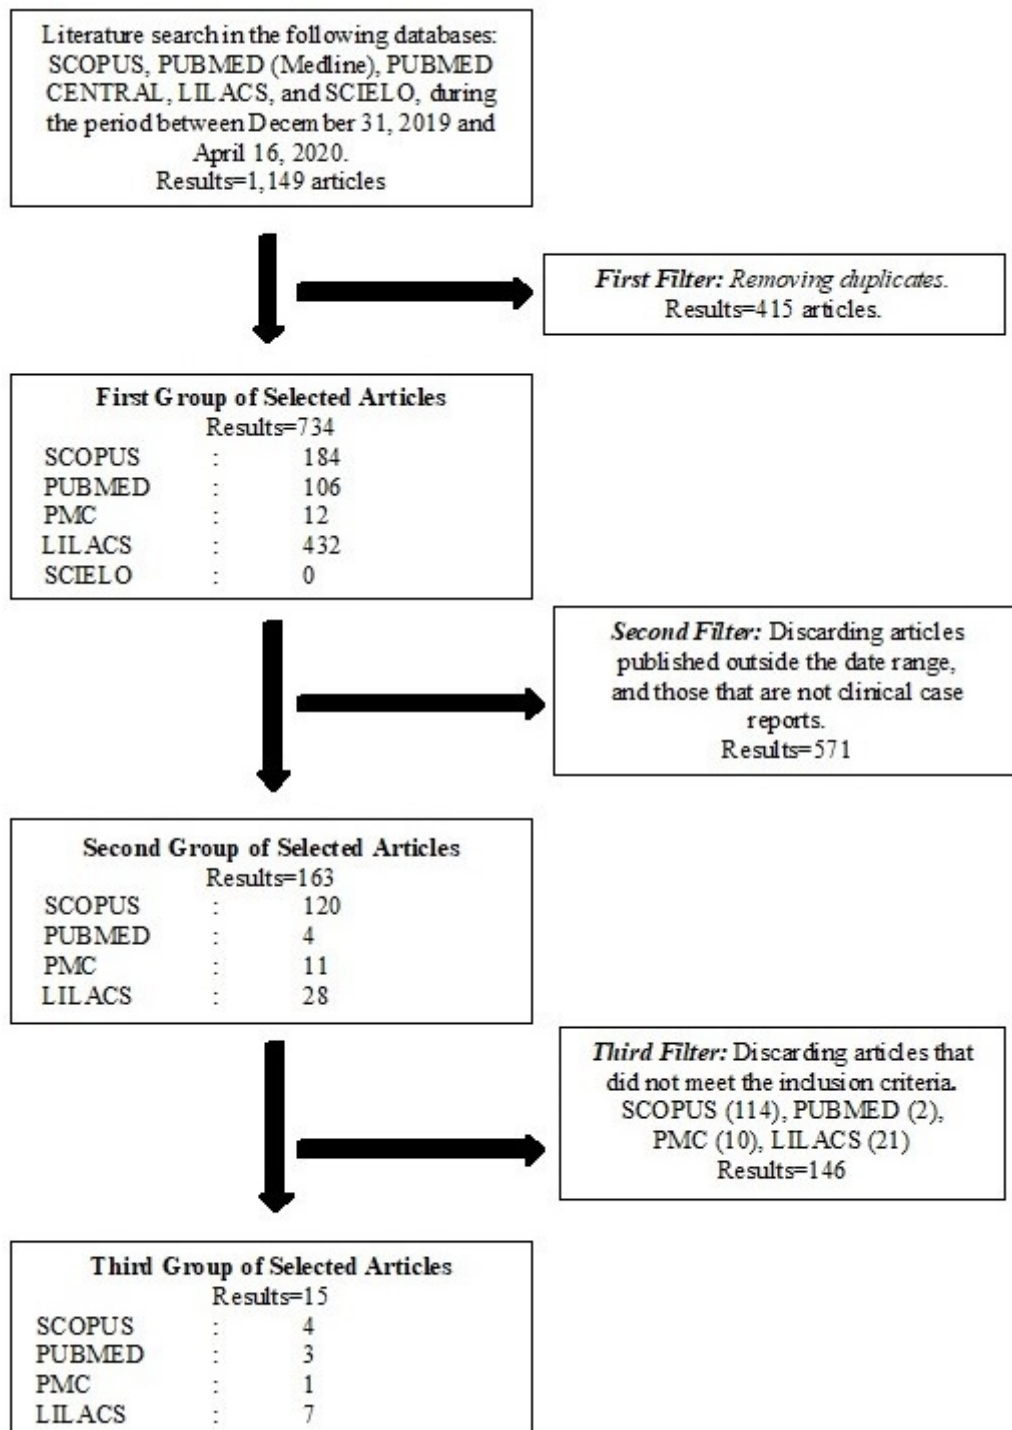 Literature search in the following databases:
SCOPUS, PUBMED (Medline), PUBMED
CENTRAL, LILACS, and SCIELO, during
the period between December 31, 2019 and
April 16, 2020.
Results=1,149 articles
First Filter: Removing duplicates.
Results=415 articles.
First Group of Selected Articles
Results=734
SCOPUS : 184
PUBMED : 106
PMC : 12
LILACS : 432
SCIELO : 0
Second Filter: Discarding articles
published outside the date range,
and those that are not clinical case
reports.
Results=571
Second Group of Selected Articles
Results=163
SCOPUS : 120
PUBMED : 4
PMC : 11
LILACS : 28
Third Filter: Discarding articles that
did not meet the inclusion criteria.
SCOPUS (114), PUBMED (2),
PMC (10), LILACS (21)
Results=146
Third Group of Selected Articles
Results=15
SCOPUS : 4
PUBMED : 3
PMC : 1
LILACS : 7